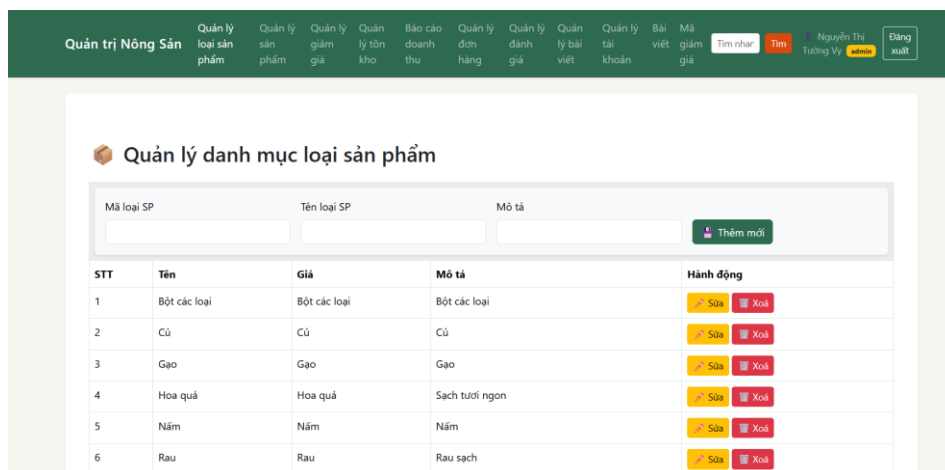 Quản trị Nông Sản
Quản lý
loại sản
phẩm
Quản lý
sản
phẩm
Quản lý
giảm
giá
Quản
lý tồn
kho
Báo cáo
doanh
thu
Quản lý
đơn
hàng
Quản lý
đánh
giá
Quản
lý bài
viết
Quản lý
tài
khoản
Bài
viết
Mã
giảm
giá
Tìm nhan
Tìm
Nguyễn Thị
Tường Vy admin
Đăng
xuất
Quản lý danh mục loại sản phẩm
Mã loại SP Tên loại SP Mô tả
Thêm mới
STT Tên Giá Mô tả Hành động
1 Bột các loại Bột các loại Bột các loại Sửa Xoá
2 Củ Củ Củ Sửa Xoá
3 Gạo Gạo Gạo Sửa Xoá
4 Hoa quả Hoa quả Sạch tươi ngon Sửa Xoá
5 Nấm Nấm Nấm Sửa Xoá
6 Rau Rau Rau sạch Sửa Xoá